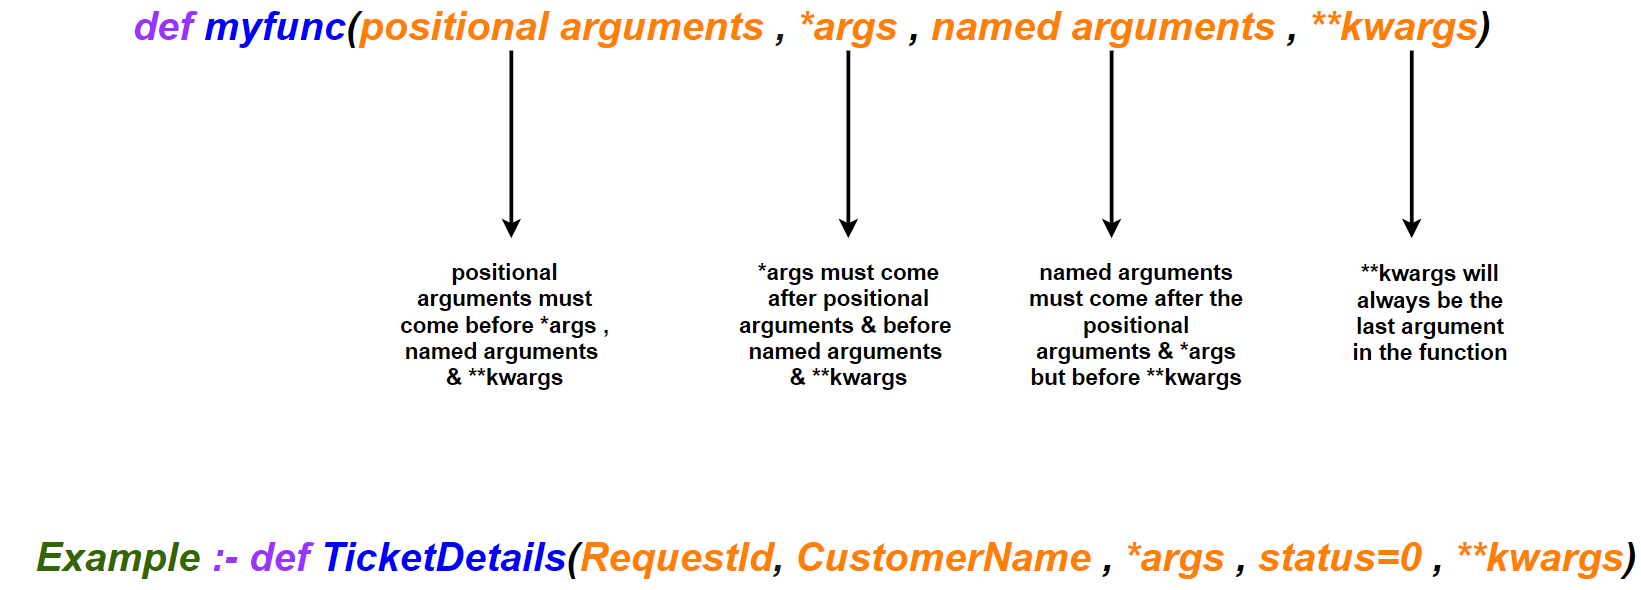 def myfunc(positional arguments , *args , named arguments , **kwargs)
positional
arguments must
come before *args ,
named arguments
& **kwargs
*args must come
after positional
arguments & before
named arguments
& **kwargs
named arguments
must come after the
positional
arguments & *args
but before **kwargs
**kwargs will
always be the
last argument
in the function
Example :- def TicketDetails(RequestId, CustomerName , *args , status=0 , **kwargs)